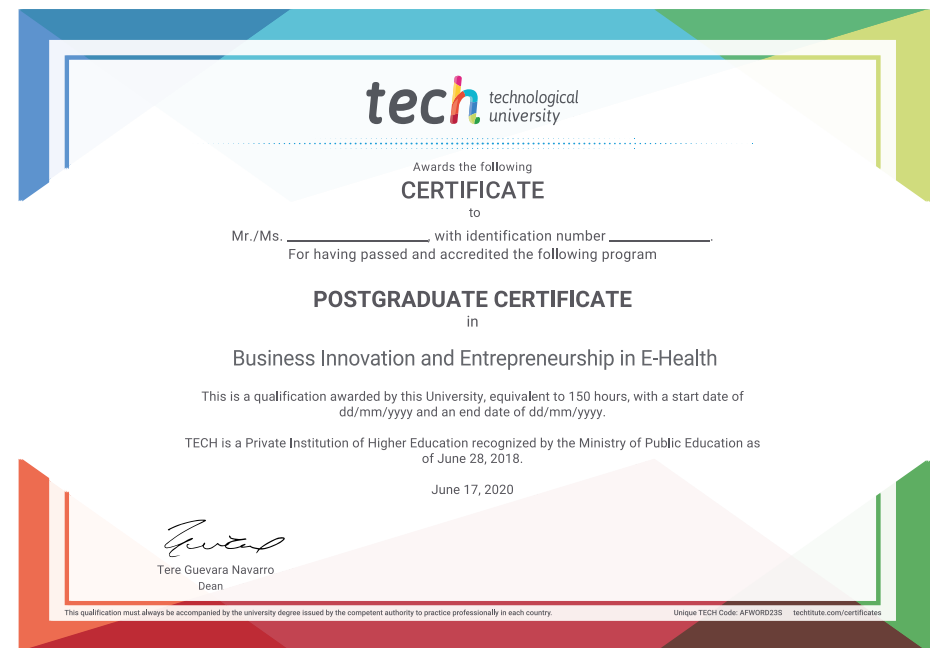 tech technological
university
Awards the following
CERTIFICATE
to
Mr./Ms. ____________________, with identification number ______________.
For having passed and accredited the following program
POSTGRADUATE CERTIFICATE
in
Business Innovation and Entrepreneurship in E-Health
This is a qualification awarded by this University, equivalent to 150 hours, with a start date of
dd/mm/yyyy and an end date of dd/mm/yyyy.
TECH is a Private Institution of Higher Education recognized by the Ministry of Public Education as
of June 28, 2018.
June 17, 2020
Tere Guevara Navarro
Dean
This qualification must always be accompanied by the university degree issued by the competent authority to practice professionally in each country. Unique TECH Code: AFWORD23S techtitute.com/certificates